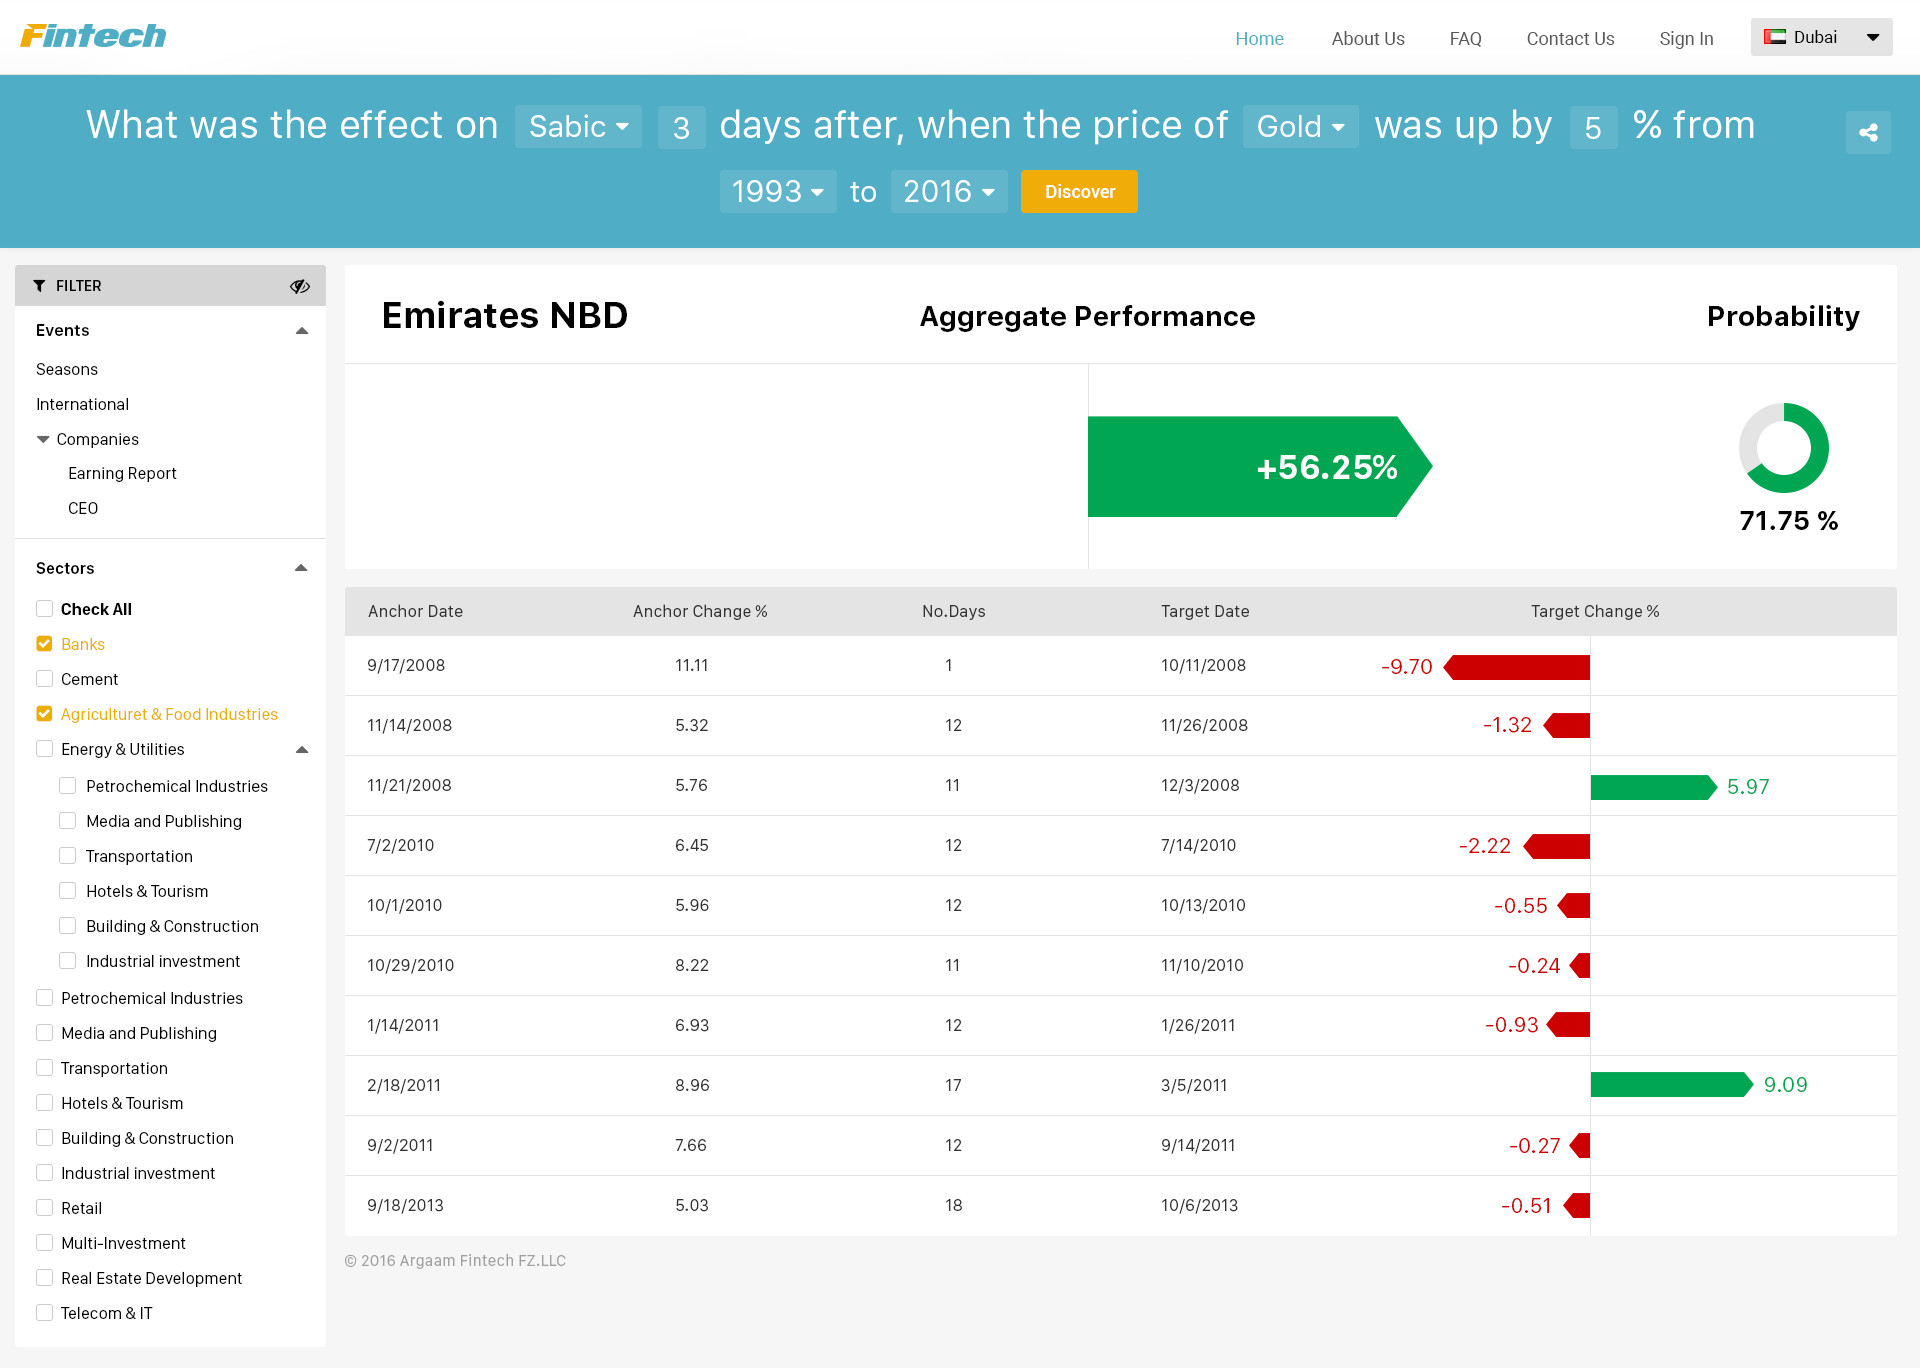 Fintech
Home About Us FAQ Contact Us Sign In Dubai
What was the effect on Sabic 3 days after, when the price of Gold was up by 5 % from
1993 to 2016 Discover
FILTER
Events
Seasons
International
Companies
Earning Report
CEO
Sectors
Check All
Banks
Cement
Agriculturet & Food Industries
Energy & Utilities
Petrochemical Industries
Media and Publishing
Transportation
Hotels & Tourism
Building & Construction
Industrial investment
Petrochemical Industries
Media and Publishing
Transportation
Hotels & Tourism
Building & Construction
Industrial investment
Retail
Multi-Investment
Real Estate Development
Telecom & IT
Emirates NBD Aggregate Performance Probability
+56.25%
71.75 %
Anchor Date Anchor Change % No.Days Target Date Target Change %
9/17/2008 11.11 1 10/11/2008 -9.70
11/14/2008 5.32 12 11/26/2008 -1.32
11/21/2008 5.76 11 12/3/2008 5.97
7/2/2010 6.45 12 7/14/2010 -2.22
10/1/2010 5.96 12 10/13/2010 -0.55
10/29/2010 8.22 11 11/10/2010 -0.24
1/14/2011 6.93 12 1/26/2011 -0.93
2/18/2011 8.96 17 3/5/2011 9.09
9/2/2011 7.66 12 9/14/2011 -0.27
9/18/2013 5.03 18 10/6/2013 -0.51
© 2016 Argaam Fintech FZ.LLC